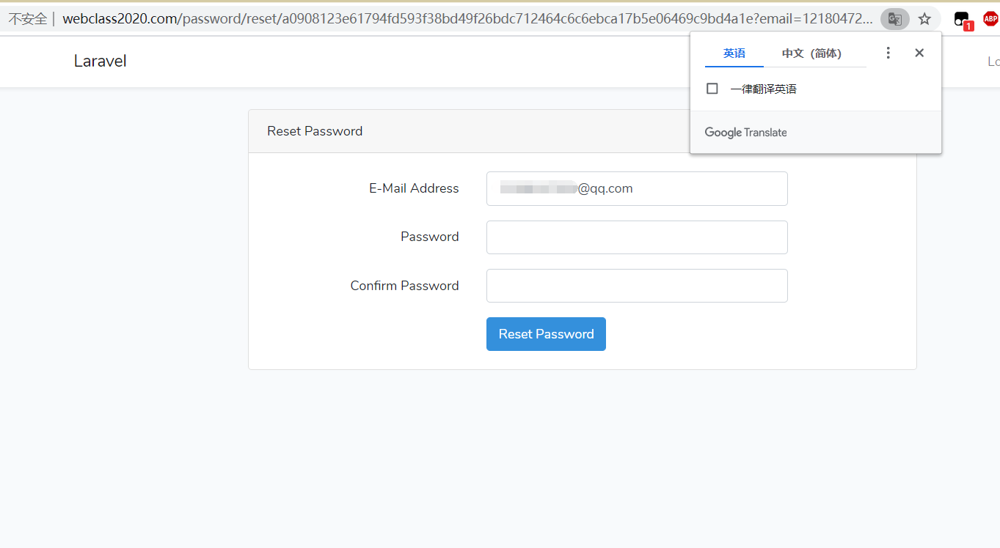 不安全 | webclass2020.com/password/reset/a0908123e61794fd593f38bd49f26bdc712464c6c6ebca17b5e06469c9bd4a1e?email=12180472...
1
ABP
英语 中文（简体）
一律翻译英语
Google Translate
Laravel
Reset Password
E-Mail Address
@qq.com
Password
Confirm Password
Reset Password